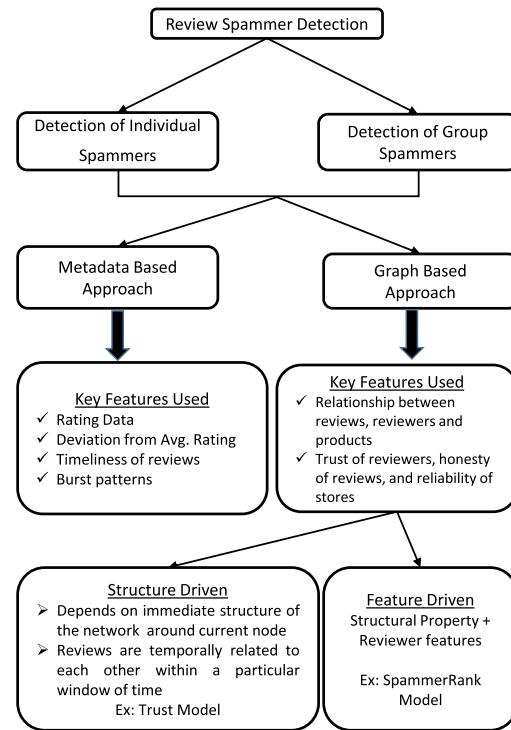 Review Spammer Detection
Detection of Individual
Spammers
Detection of Group
Spammers
Metadata Based
Approach
Graph Based
Approach
Key Features Used
✓ Rating Data
✓ Deviation from Avg. Rating
✓ Timeliness of reviews
✓ Burst patterns
Key Features Used
✓ Relationship between
reviews, reviewers and
products
✓ Trust of reviewers, honesty
of reviews, and reliability of
stores
Structure Driven
➢ Depends on immediate structure of
the network around current node
➢ Reviews are temporally related to
each other within a particular
window of time
Ex: Trust Model
Feature Driven
Structural Property +
Reviewer features
Ex: SpammerRank
Model